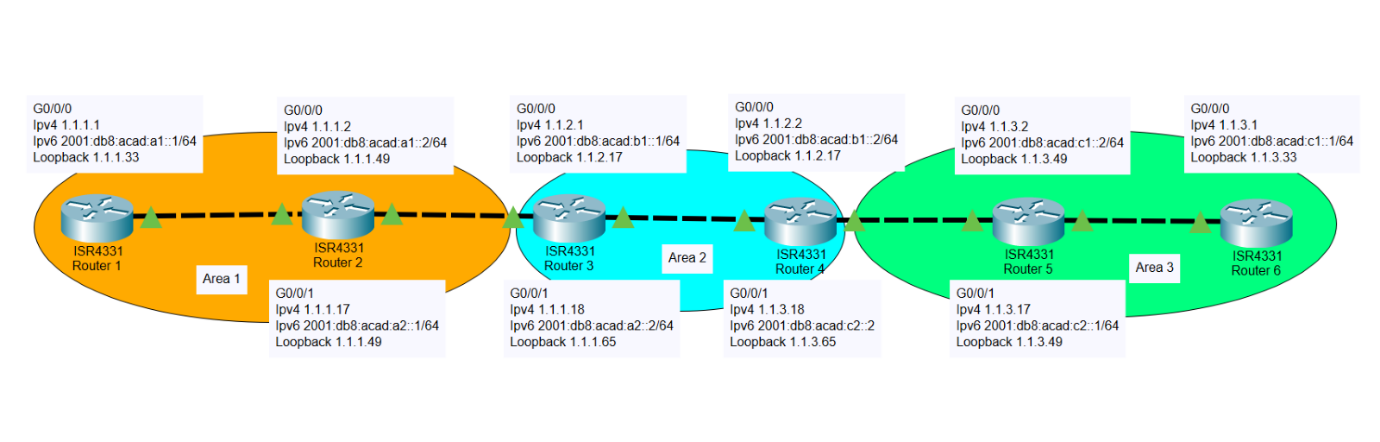 G0/0/0
Ipv4 1.1.1.1
Ipv6 2001:db8:acad:a1::1/64
Loopback 1.1.1.33
G0/0/0
Ipv4 1.1.1.2
Ipv6 2001:db8:acad:a1::2/64
Loopback 1.1.1.49
G0/0/0
Ipv4 1.1.2.1
Ipv6 2001:db8:acad:b1::1/64
Loopback 1.1.2.17
G0/0/0
Ipv4 1.1.2.2
Ipv6 2001:db8:acad:b1::2/64
Loopback 1.1.2.17
G0/0/0
Ipv4 1.1.3.2
Ipv6 2001:db8:acad:c1::2/64
Loopback 1.1.3.49
G0/0/0
Ipv4 1.1.3.1
Ipv6 2001:db8:acad:c1::1/64
Loopback 1.1.3.33
ISR4331
Router 1
ISR4331
Router 2
ISR4331
Router 3
ISR4331
Router 4
ISR4331
Router 5
ISR4331
Router 6
Area 1
Area 2
Area 3
G0/0/1
Ipv4 1.1.1.17
Ipv6 2001:db8:acad:a2::1/64
Loopback 1.1.1.49
G0/0/1
Ipv4 1.1.1.18
Ipv6 2001:db8:acad:a2::2/64
Loopback 1.1.1.65
G0/0/1
Ipv4 1.1.3.18
Ipv6 2001:db8:acad:c2::2
Loopback 1.1.3.65
G0/0/1
Ipv4 1.1.3.17
Ipv6 2001:db8:acad:c2::1/64
Loopback 1.1.3.49